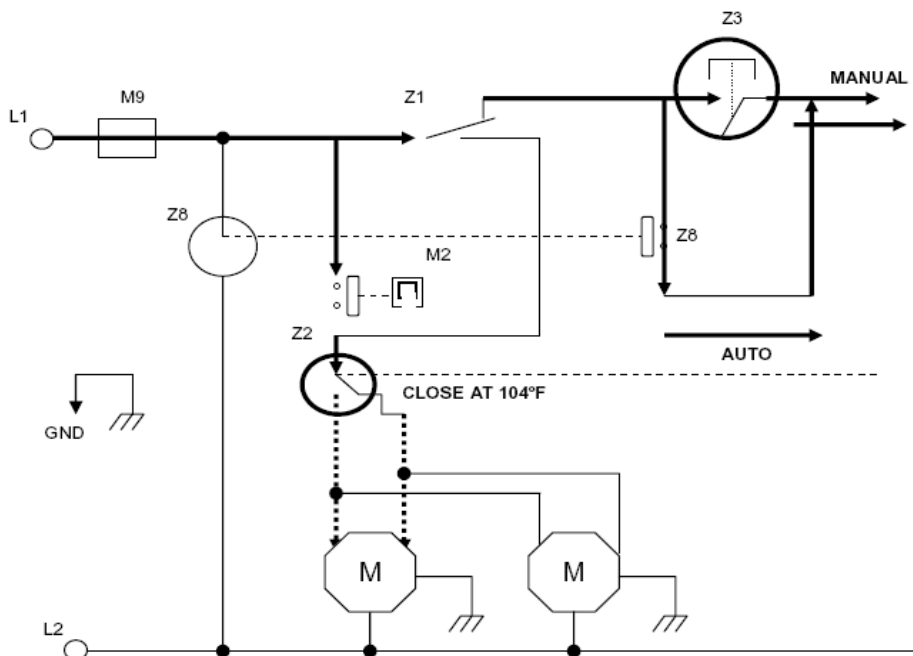 Z3
MANUAL
M9
Z1
L1
Z8
Z8
M2
Z2
AUTO
CLOSE AT 104ºF
GND
M
M
L2